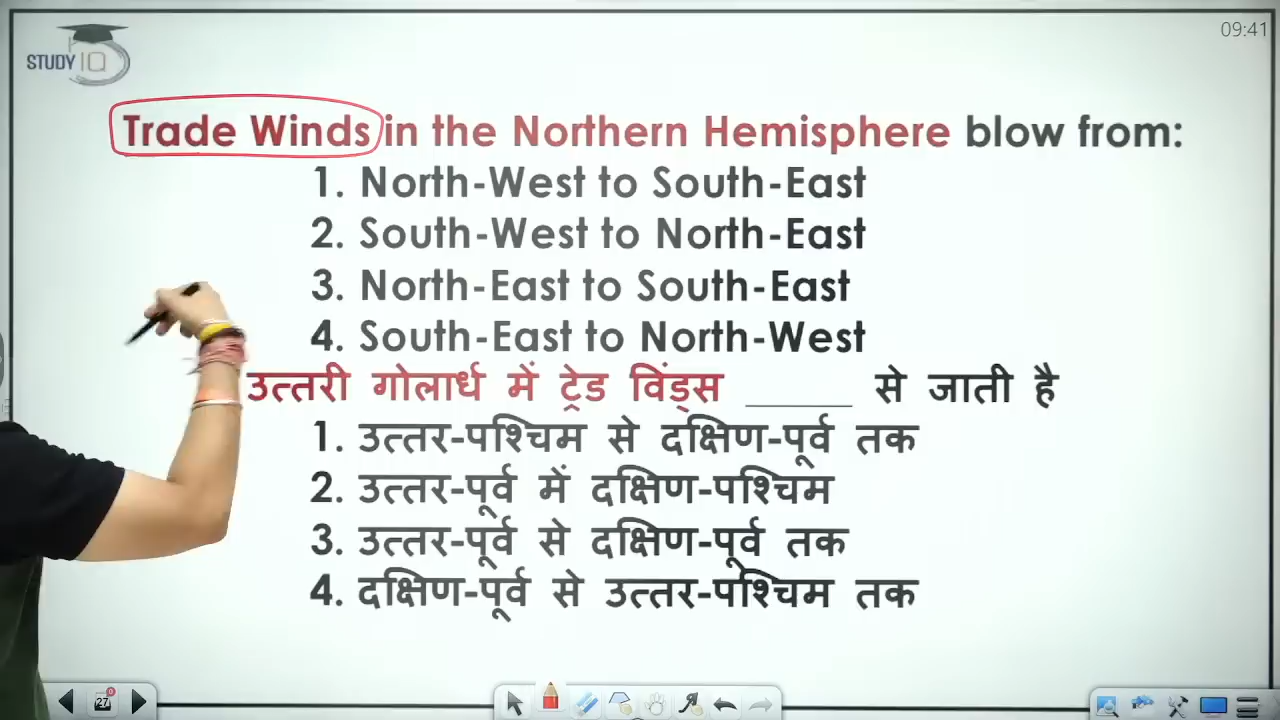 STUDY IQ
09:41
Trade Winds in the Northern Hemisphere blow from:
1. North-West to South-East
2. South-West to North-East
3. North-East to South-East
4. South-East to North-West
उत्तरी गोलार्ध में ट्रेड विंड्स ______ से जाती है
1. उत्तर-पश्चिम से दक्षिण-पूर्व तक
2. उत्तर-पूर्व में दक्षिण-पश्चिम
3. उत्तर-पूर्व से दक्षिण-पूर्व तक
4. दक्षिण-पूर्व से उत्तर-पश्चिम तक
27